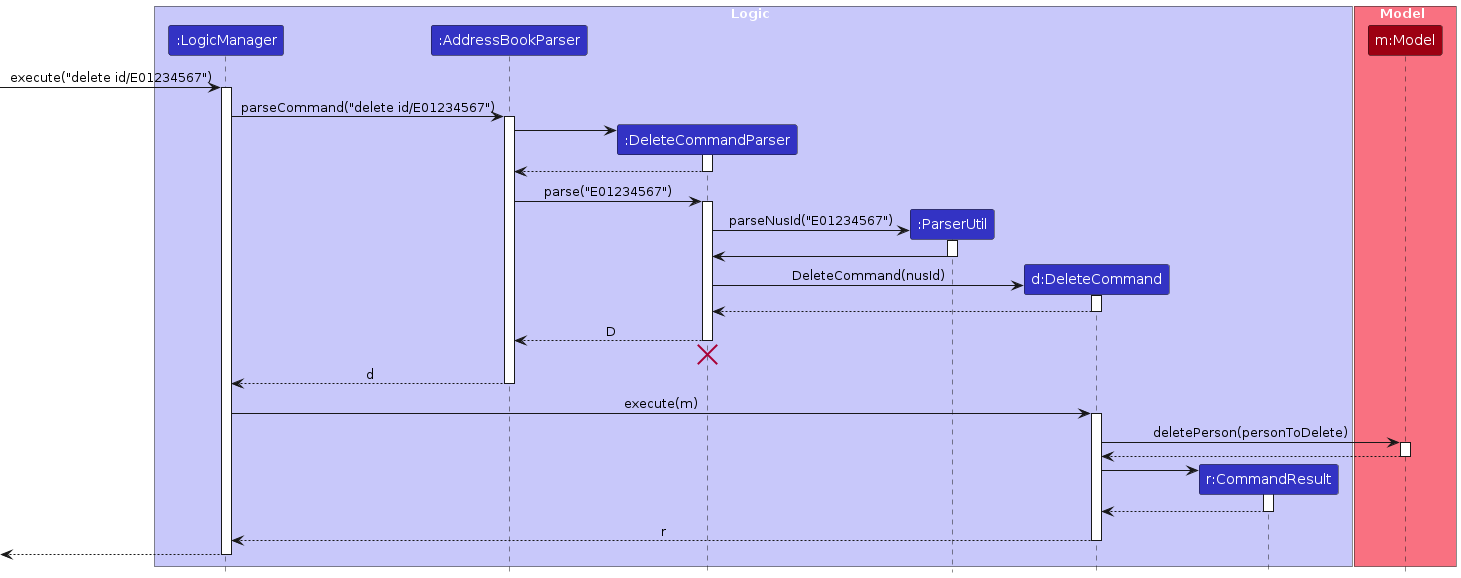 Logic
Model
:LogicManager
:AddressBookParser
m:Model
execute("delete id/E01234567")
parseCommand("delete id/E01234567")
:DeleteCommandParser
parse("E01234567")
parseNusId("E01234567")
:ParserUtil
DeleteCommand(nusId)
d:DeleteCommand
D
d
execute(m)
deletePerson(personToDelete)
r:CommandResult
r